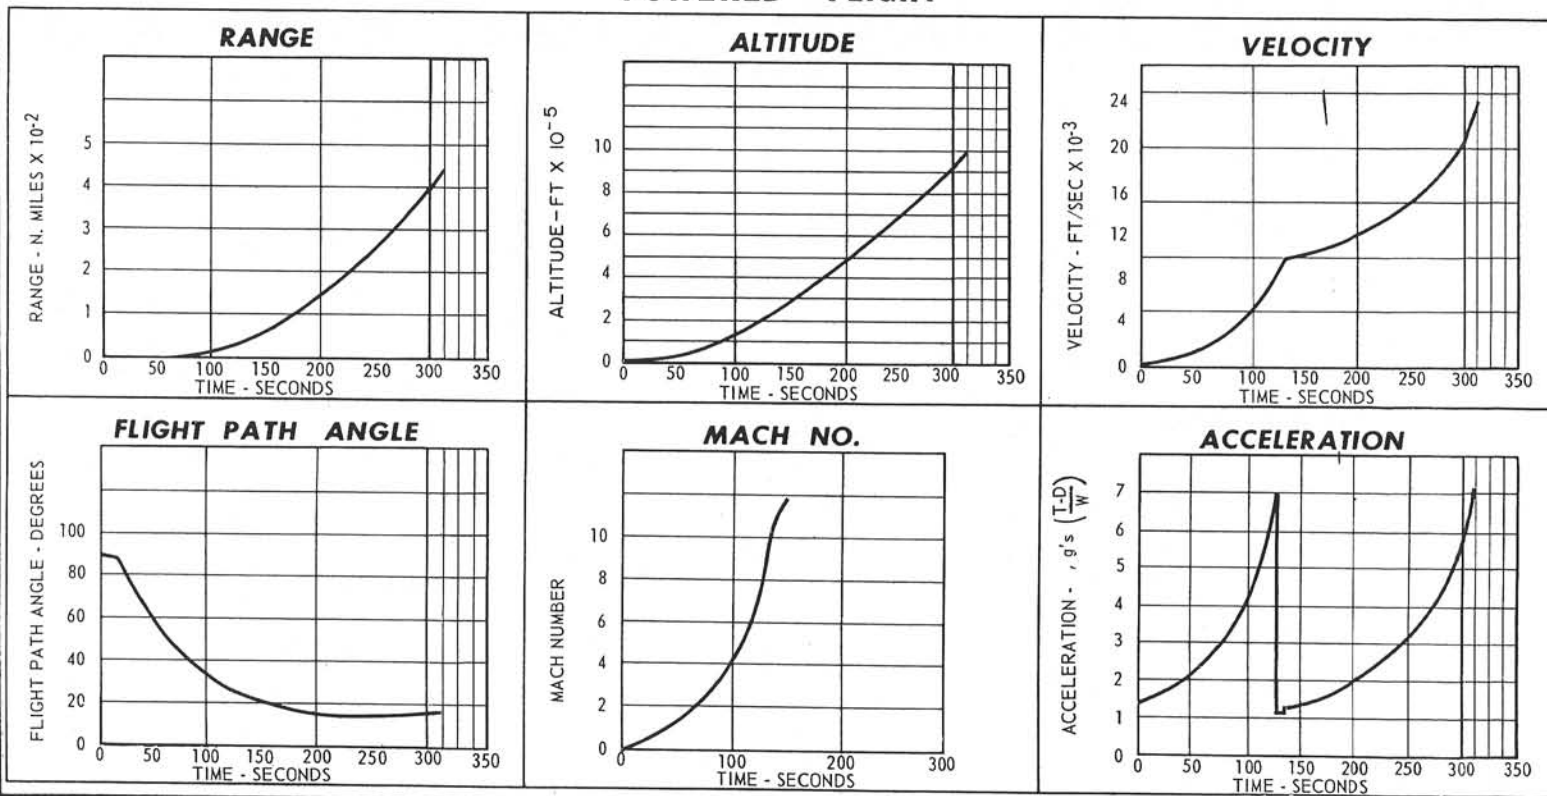 POWERED FLIGHT
RANGE
RANGE - N. MILES X 10-2
5
4
3
2
1
0
0 50 100 150 200 250 300 350
TIME - SECONDS
ALTITUDE
ALTITUDE-FT X 10-5
10
8
6
4
2
0
0 50 100 150 200 250 300 350
TIME - SECONDS
VELOCITY
VELOCITY - FT/SEC X 10-3
24
20
16
12
8
4
0
0 50 100 150 200 250 300 350
TIME - SECONDS
FLIGHT PATH ANGLE
FLIGHT PATH ANGLE - DEGREES
100
80
60
40
20
0
0 50 100 150 200 250 300 350
TIME - SECONDS
MACH NO.
MACH NUMBER
10
8
6
4
2
0
0 100 200 300
TIME - SECONDS
ACCELERATION
ACCELERATION - , g's (T-D/W)
7
6
5
4
3
2
1
0
0 50 100 150 200 250 300 350
TIME - SECONDS